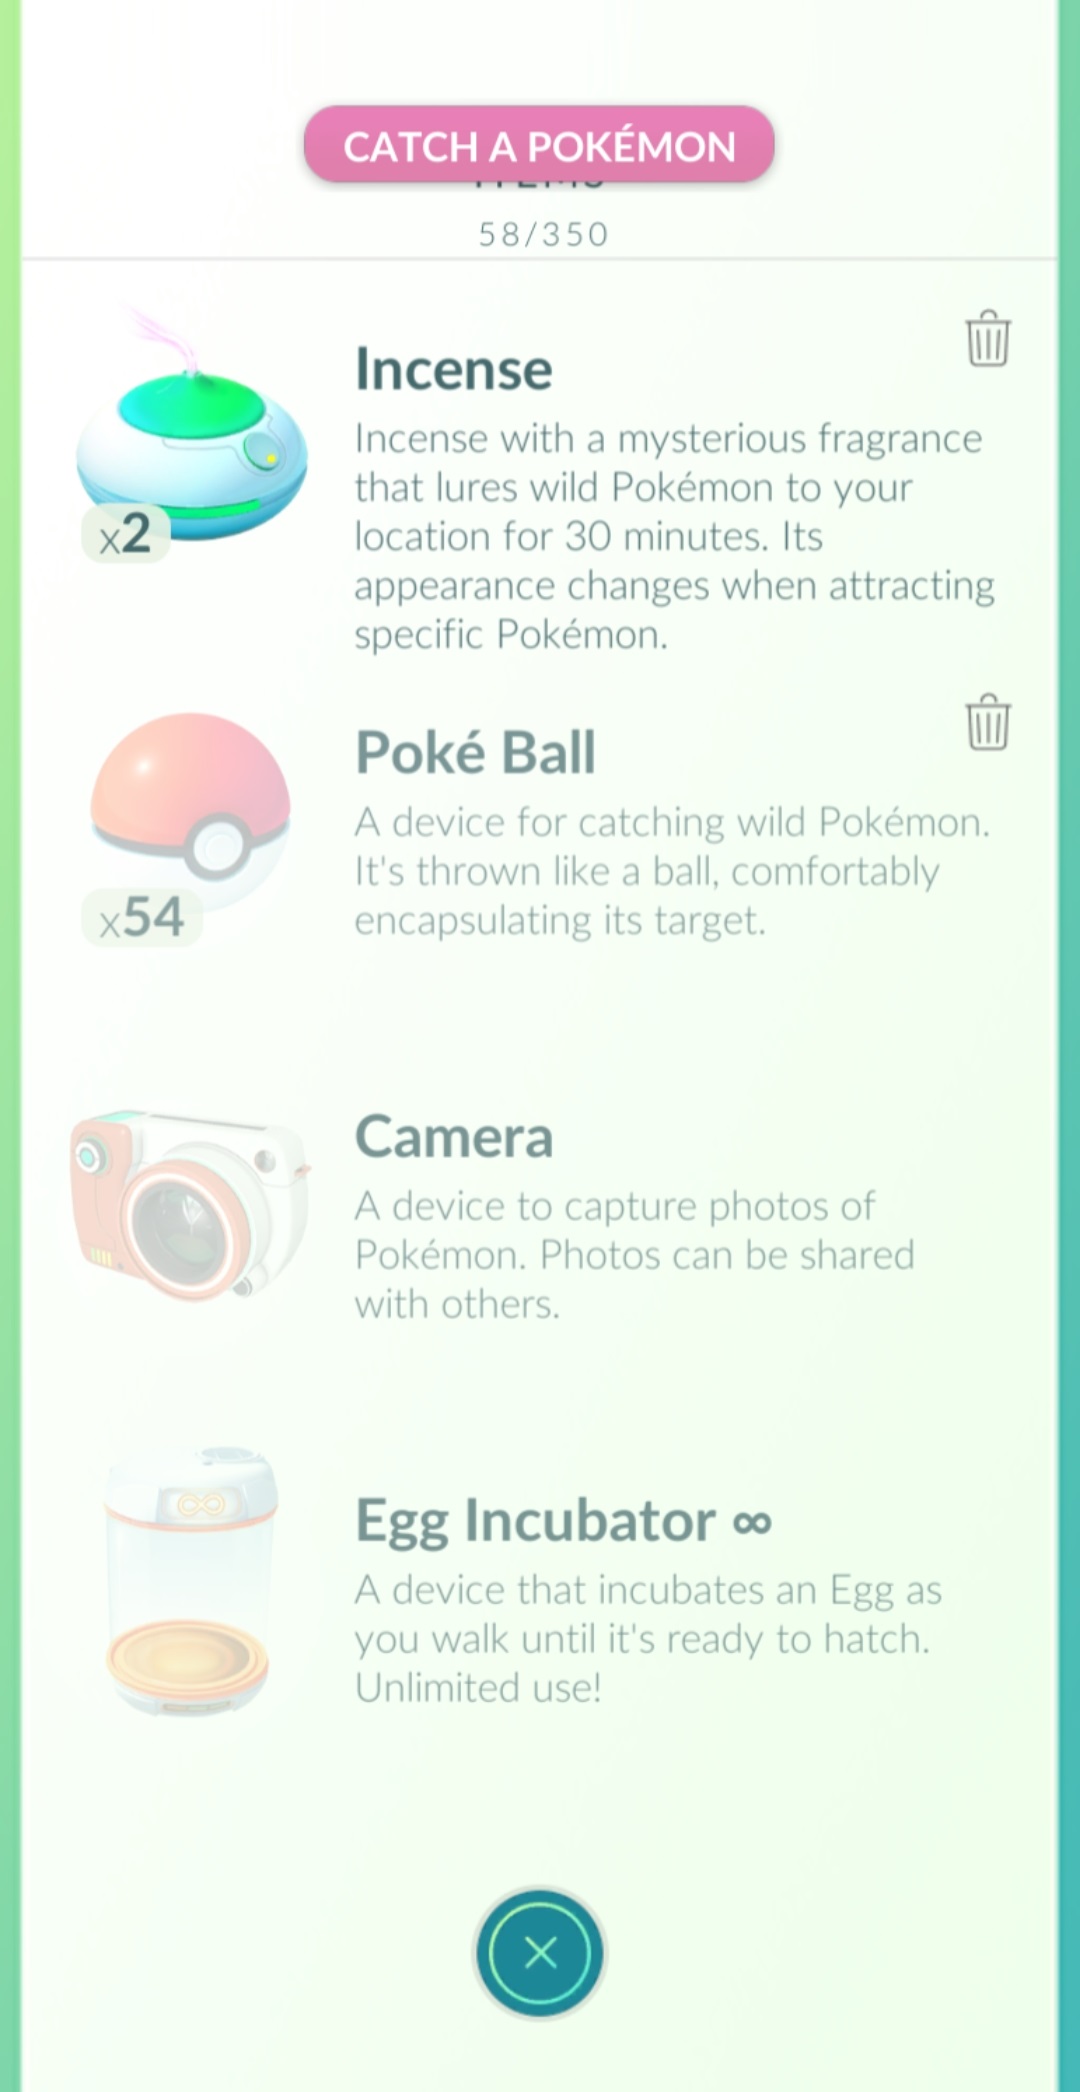 CATCH A POKÉMON
58/350
Incense
Incense with a mysterious fragrance
that lures wild Pokémon to your
location for 30 minutes. Its
appearance changes when attracting
specific Pokémon.
x2
Poké Ball
A device for catching wild Pokémon.
It's thrown like a ball, comfortably
encapsulating its target.
x54
Camera
A device to capture photos of
Pokémon. Photos can be shared
with others.
Egg Incubator ∞
A device that incubates an Egg as
you walk until it's ready to hatch.
Unlimited use!